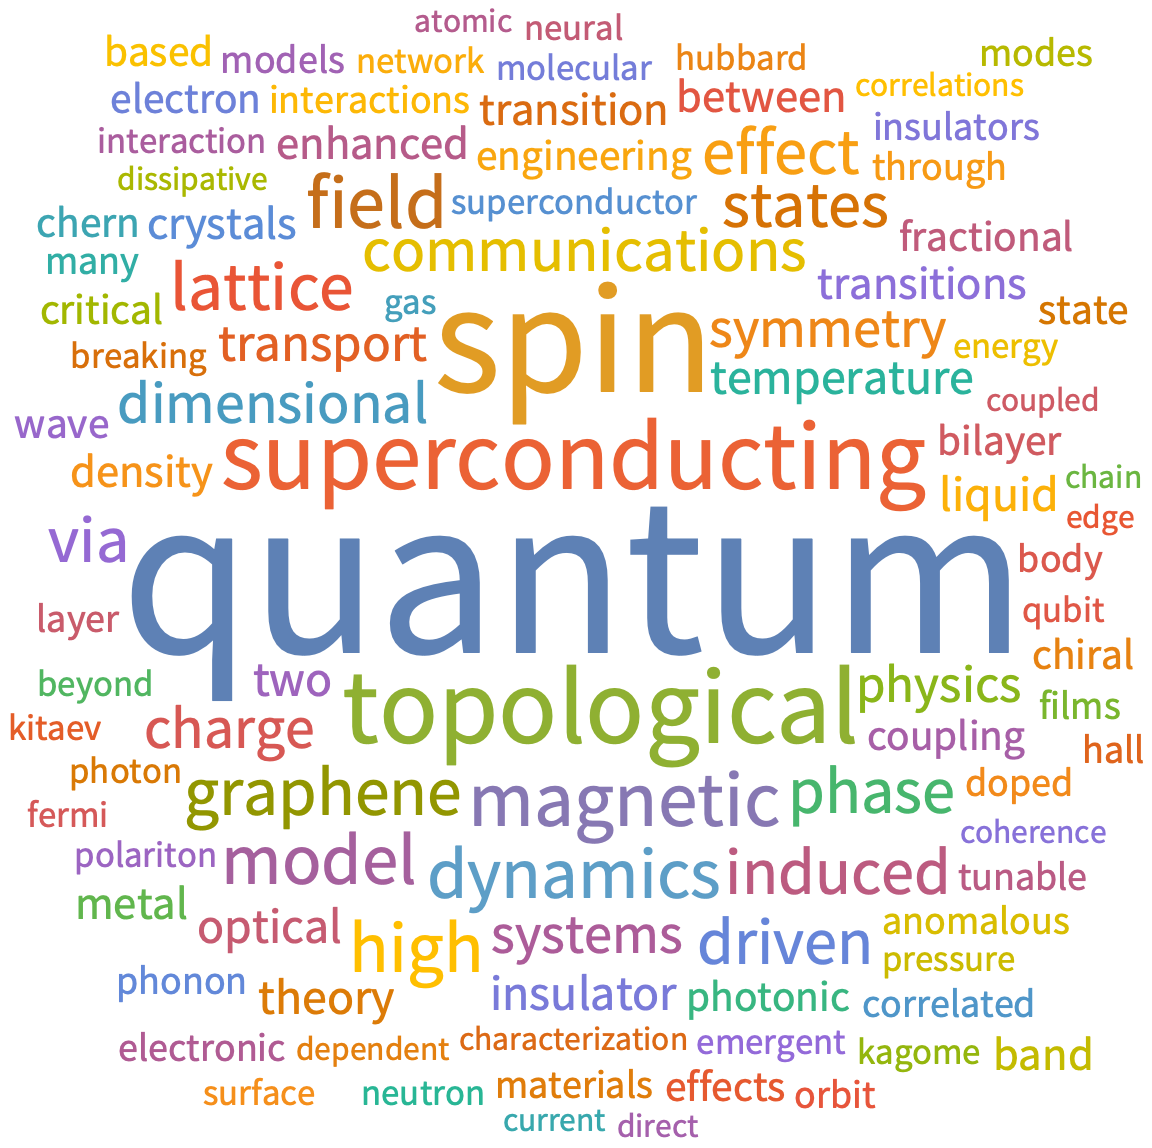 atomic neural
based models network molecular hubbard modes
electron interactions transition between correlations
interaction enhanced engineering effect insulators
dissipative field superconductor states through
chern crystals communications fractional
many lattice gas transitions
critical transport spin symmetry state
breaking energy
dimensional temperature coupled
wave superconducting bilayer
density liquid chain
via quantum edge
body
layer qubit
beyond two topological physics chiral
kitaev charge coupling films
photon graphene magnetic phase doped hall
fermi coherence
polariton model dynamics induced tunable
metal optical high systems driven anomalous
pressure
phonon theory insulator photonic correlated
electronic dependent characterization emergent kagome band
surface neutron materials effects orbit
current direct